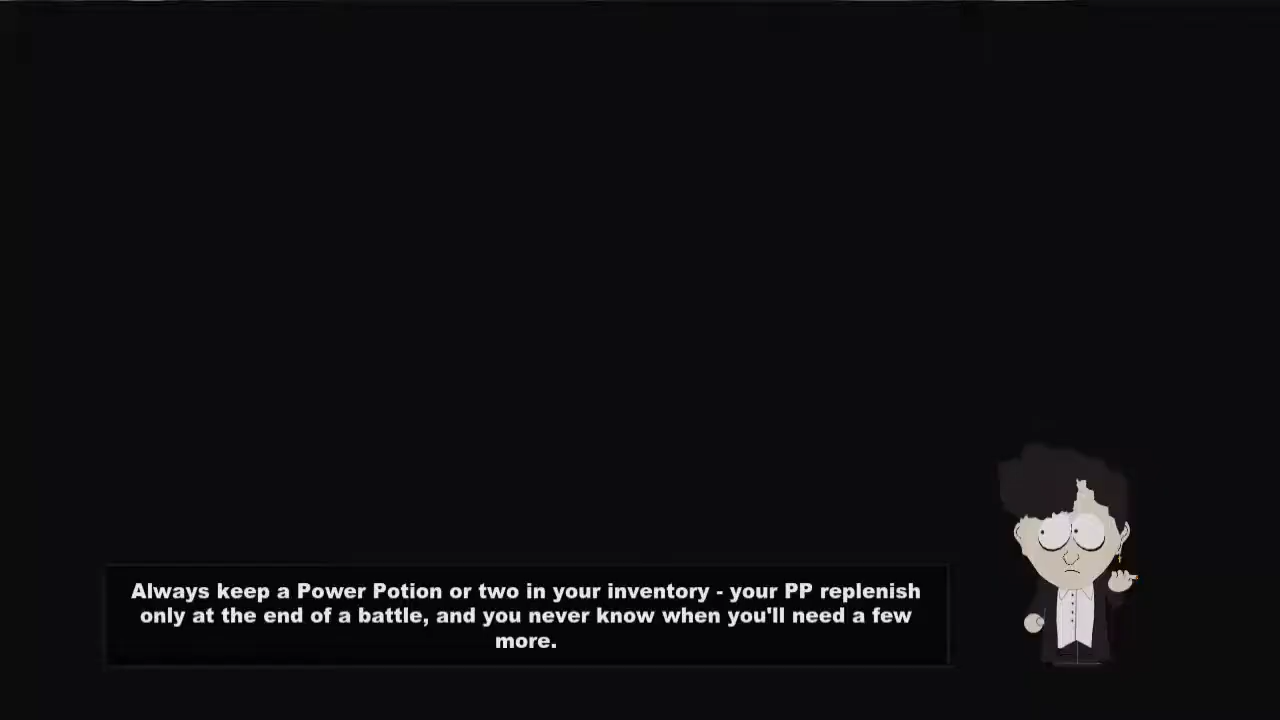 Always keep a Power Potion or two in your inventory - your PP replenish
only at the end of a battle, and you never know when you'll need a few
more.